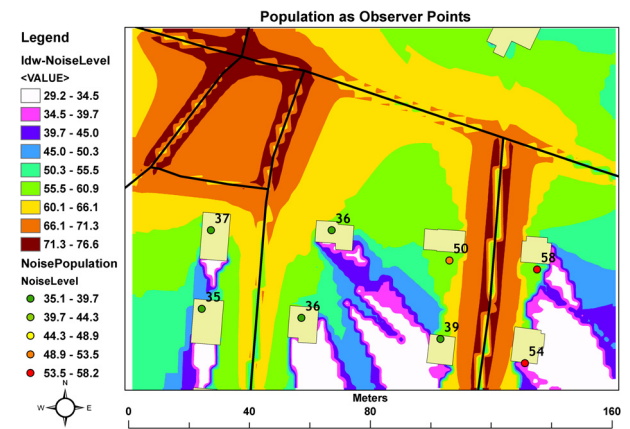 Population as Observer Points
Legend
Idw-NoiseLevel
<VALUE>
29.2 - 34.5
34.5 - 39.7
39.7 - 45.0
45.0 - 50.3
50.3 - 55.5
55.5 - 60.9
60.1 - 66.1
66.1 - 71.3
71.3 - 76.6
NoisePopulation
NoiseLevel
35.1 - 39.7
39.7 - 44.3
44.3 - 48.9
48.9 - 53.5
53.5 - 58.2
37
36
50
58
35
36
39
54
N
W
E
S
Meters
0
40
80
160